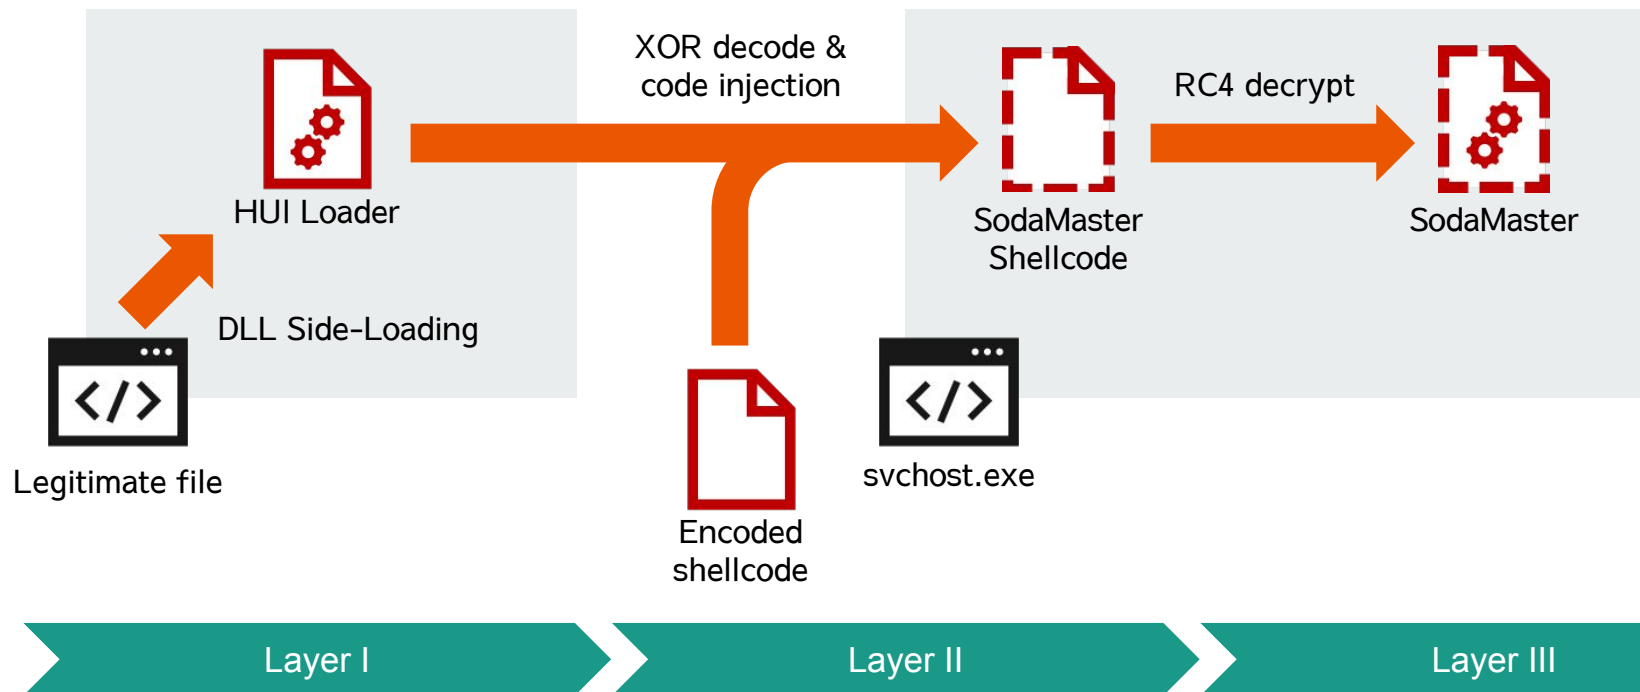 XOR decode &
code injection
RC4 decrypt
HUI Loader
SodaMaster
Shellcode
SodaMaster
DLL Side-Loading
</>
</>
Legitimate file
svchost.exe
Encoded
shellcode
Layer I
Layer II
Layer III